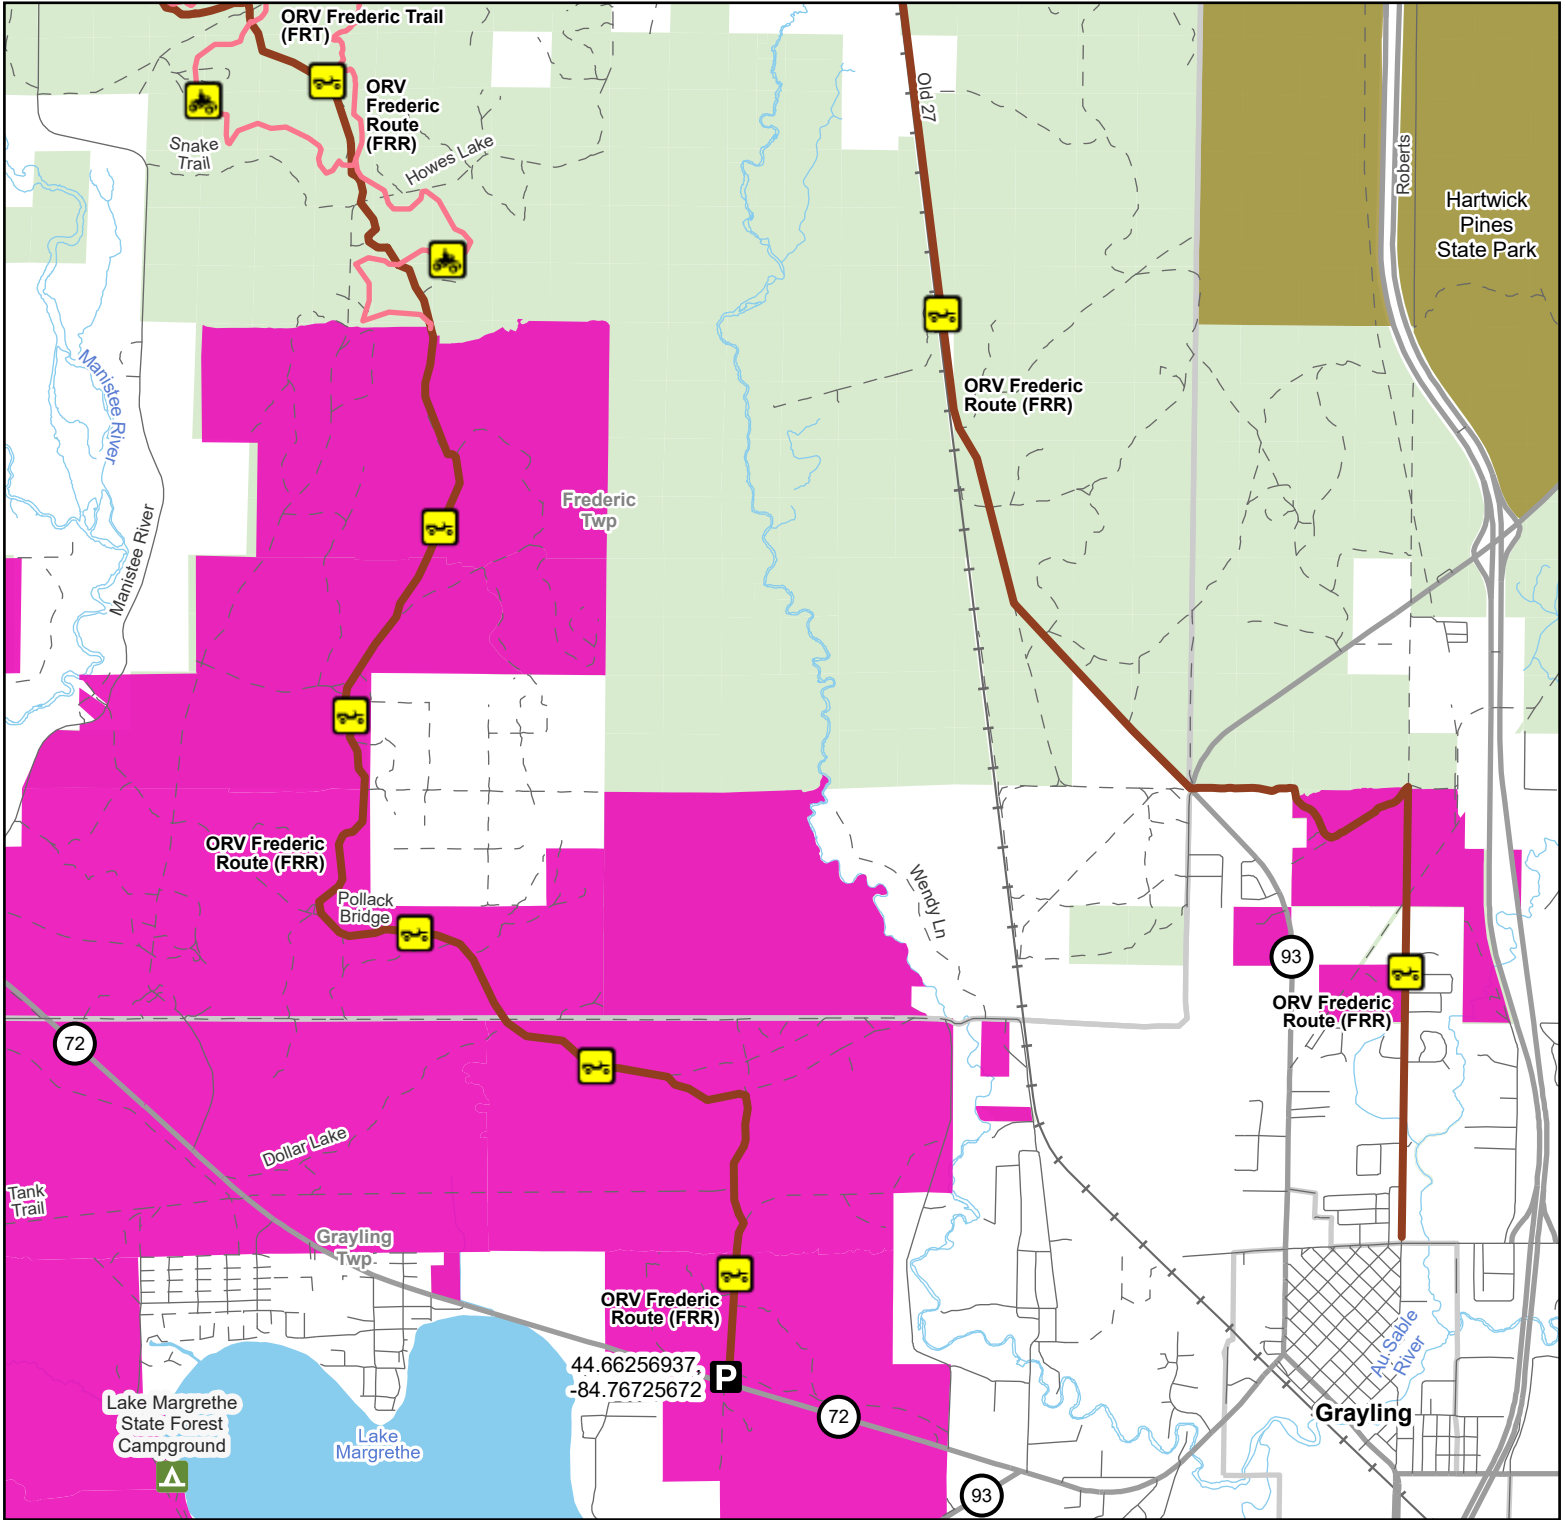 ORV Frederic Trail
(FRT)
ORV
Frederic
Route
(FRR)
Snake
Trail
Howes Lake
Old 27
Roberts
Hartwick
Pines
State Park
Manistee
River
ORV Frederic
Route (FRR)
Frederic
Twp
Manistee River
ORV Frederic
Route (FRR)
Pollack
Bridge
Wendy Ln
93
ORV Frederic
Route (FRR)
72
Dollar Lake
Tank
Trail
Grayling
Twp
ORV Frederic
Route (FRR)
44.66256937,
-84.76725672
P
Au Sable
River
Lake Margrethe
State Forest
Campground
Lake
Margrethe
72
Grayling
93